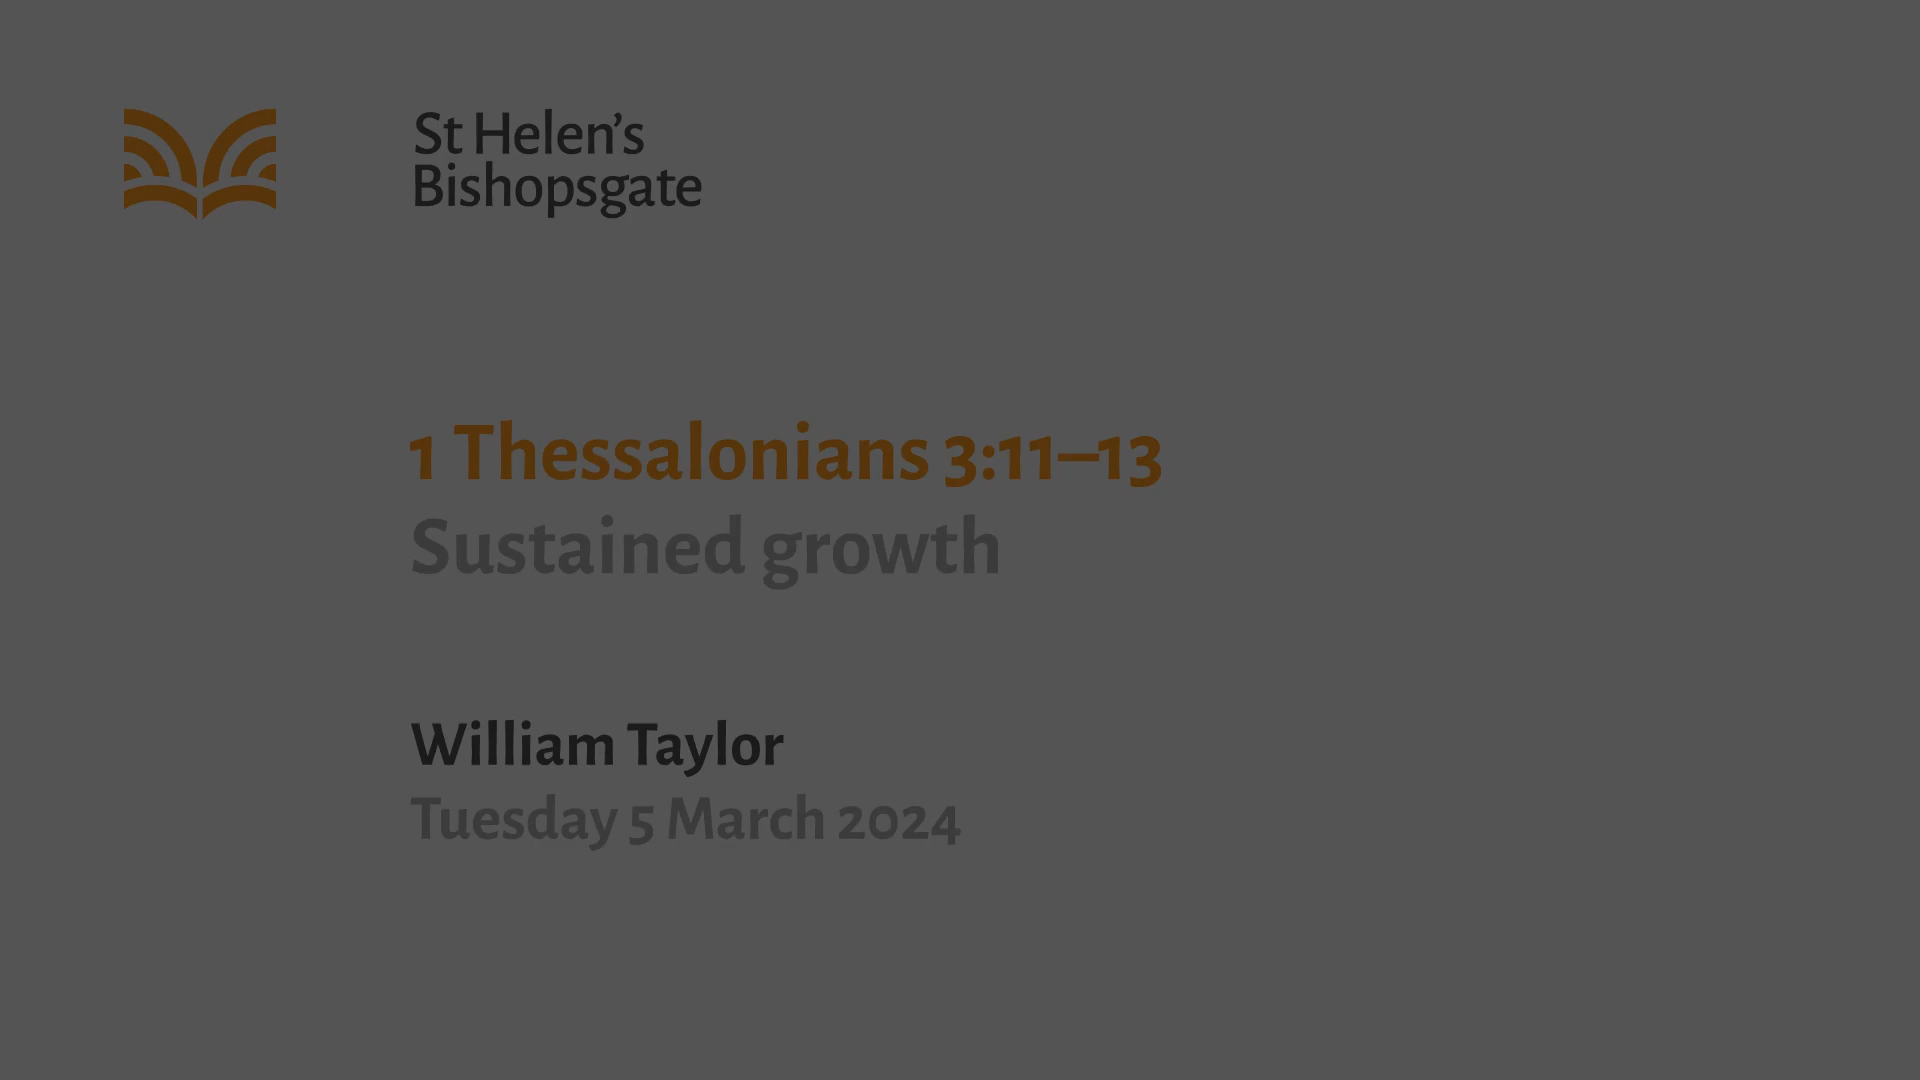 St Helen’s
Bishopsgate
1 Thessalonians 3:11–13
Sustained growth
William Taylor
Tuesday 5 March 2024